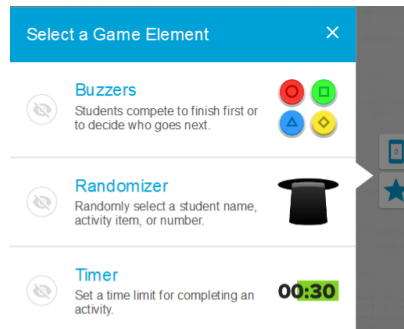 Select a Game Element
Buzzers
Students compete to finish first or
to decide who goes next.
Randomizer
Randomly select a student name,
activity item, or number.
Timer
Set a time limit for completing an
activity.
00:30